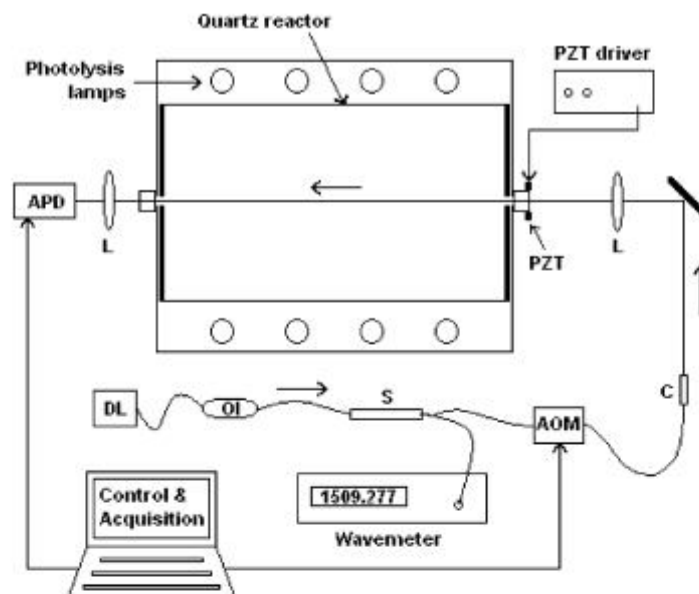 Quartz reactor
PZT driver
Photolysis
lamps
APD
L
L
PZT
C
DL
OI
S
AOM
Control &
Acquisition
1509.277
Wavemeter